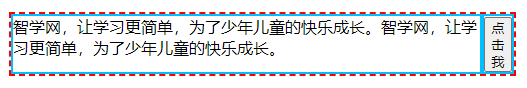 智学网，让学习更简单，为了少年儿童的快乐成长。智学网，让学
习更简单，为了少年儿童的快乐成长。
点
击
我